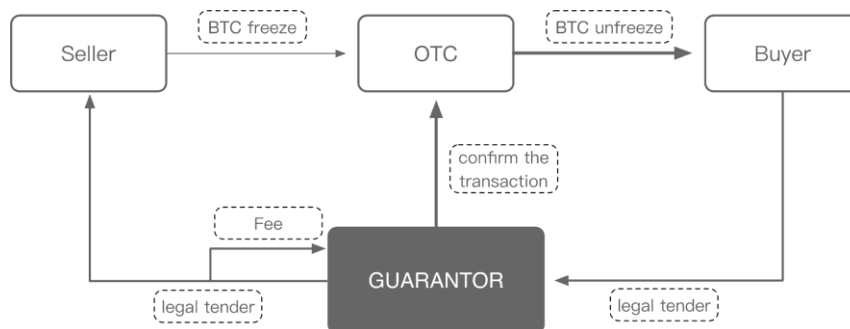 BTC freeze
BTC unfreeze
Seller
OTC
Buyer
confirm the
transaction
Fee
GUARANTOR
legal tender
legal tender